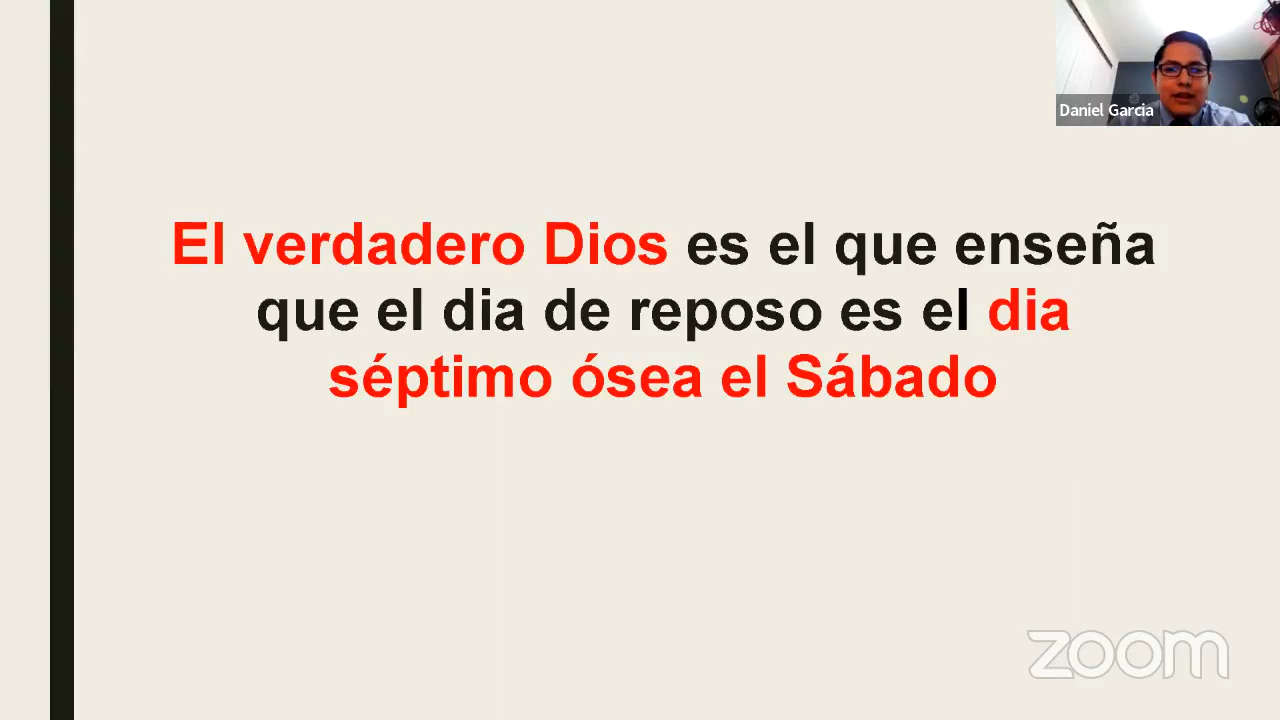 Daniel Garcia
El verdadero Dios es el que enseña
que el dia de reposo es el dia
séptimo ósea el Sábado
zoom